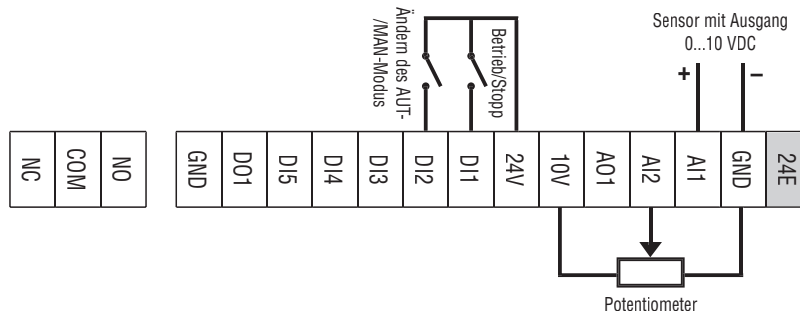 Ändern des AUT-
/MAN-Modus
Betrieb/Stopp
Sensor mit Ausgang
0...10 VDC
+
–
NC
COM
NO
GND
DO1
DI5
DI4
DI3
DI2
DI1
24V
10V
AO1
AI2
AI1
GND
24E
Potentiometer